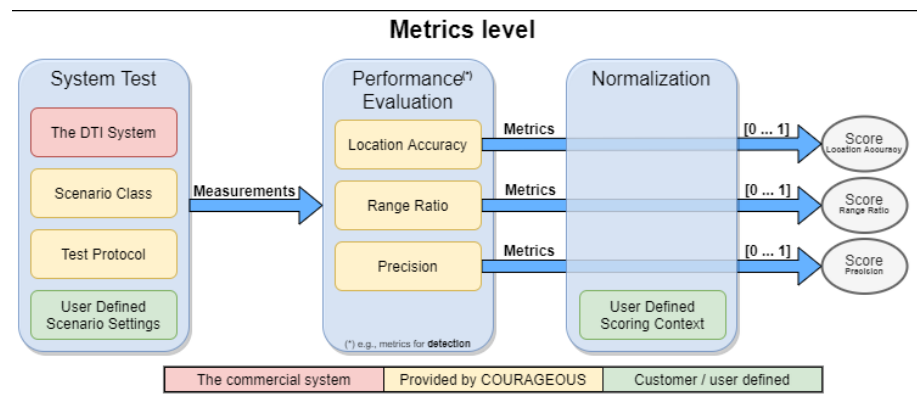 Metrics level
System Test
The DTI System
Scenario Class
Test Protocol
User Defined
Scenario Settings
Measurements
Performance(*)
Evaluation
Location Accuracy
Range Ratio
Precision
(*) e.g., metrics for detection
Metrics
Metrics
Metrics
Normalization
User Defined
Scoring Context
[0 ... 1]
[0 ... 1]
[0 ... 1]
Score
Location Accuracy
Score
Range Ratio
Score
Precision
The commercial system
Provided by COURAGEOUS
Customer / user defined